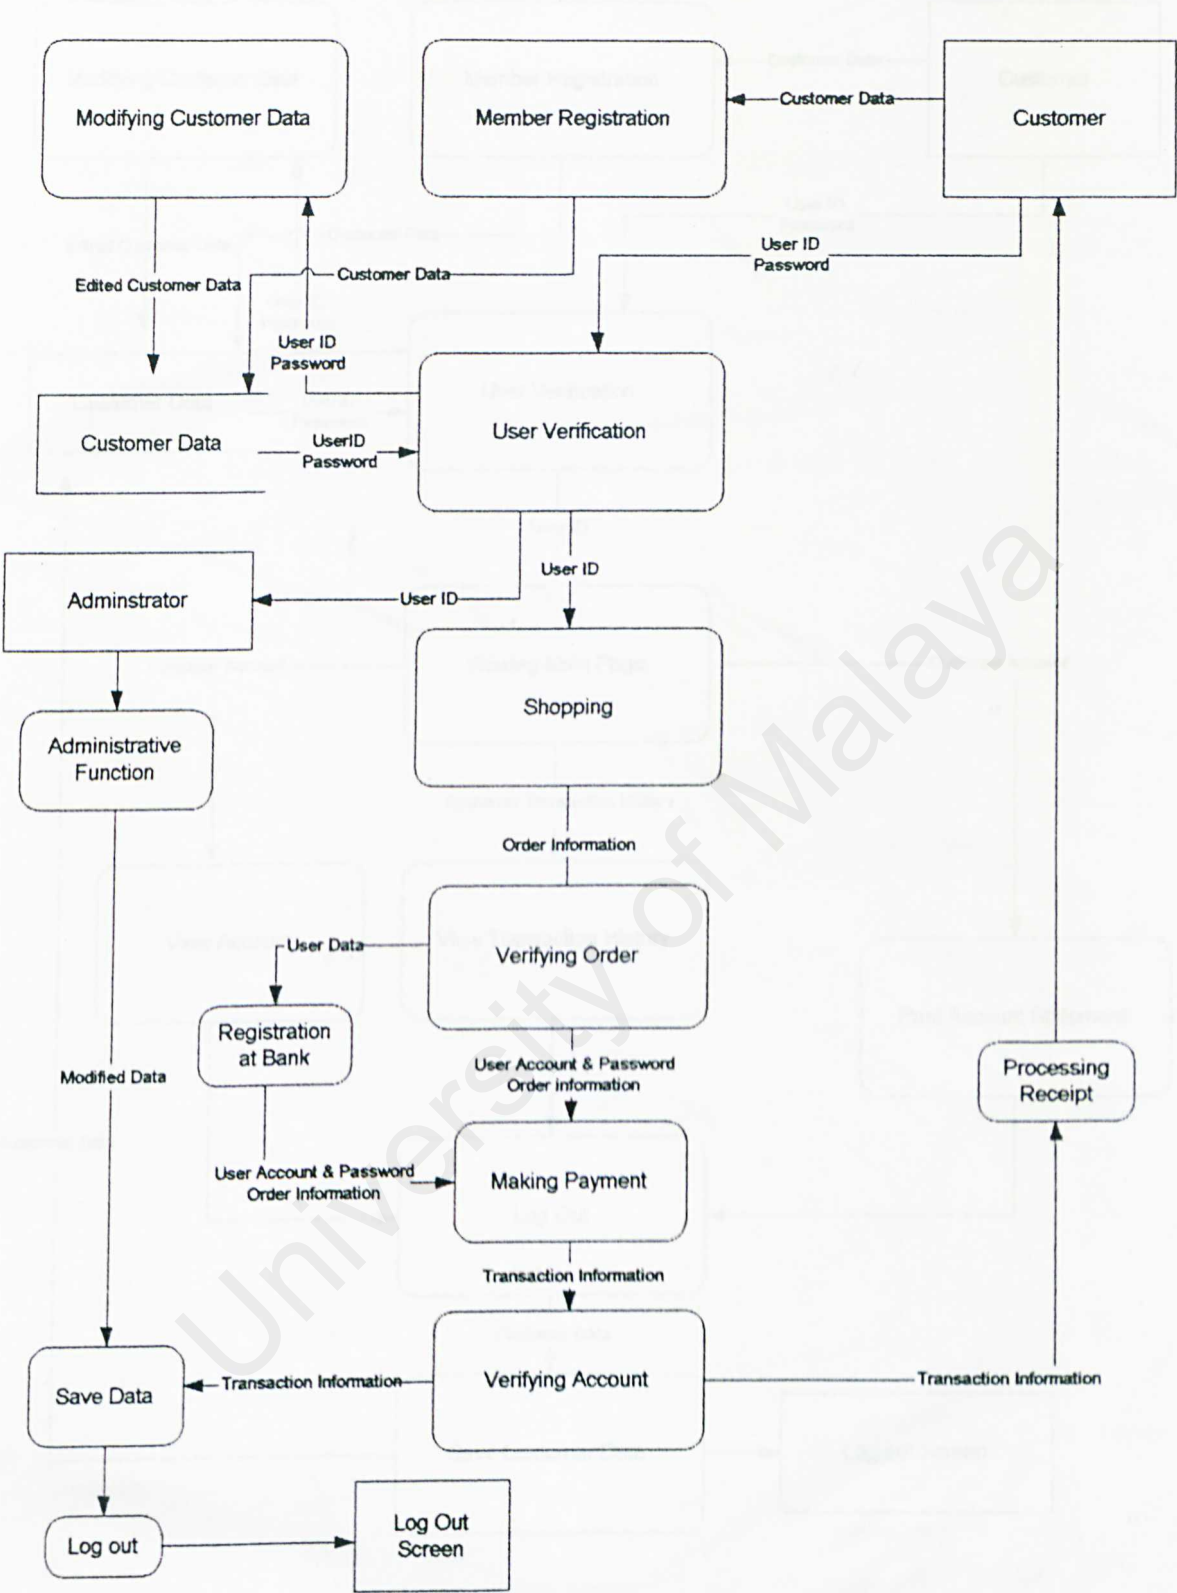 Modifying Customer Data
Member Registration
Customer Data
Customer
User ID
Password
Customer Data
Edited Customer Data
User ID
Password
Customer Data
UserID
Password
User Verification
User ID
User ID
Adminstrator
Shopping
Administrative
Function
Order Information
User Data
Verifying Order
Registration
at Bank
User Account & Password
Order information
Processing
Receipt
Modified Data
User Account & Password
Order Information
Making Payment
Transaction Information
Save Data
Transaction Information
Verifying Account
Transaction Information
Log out
Log Out
Screen
University of Malaya